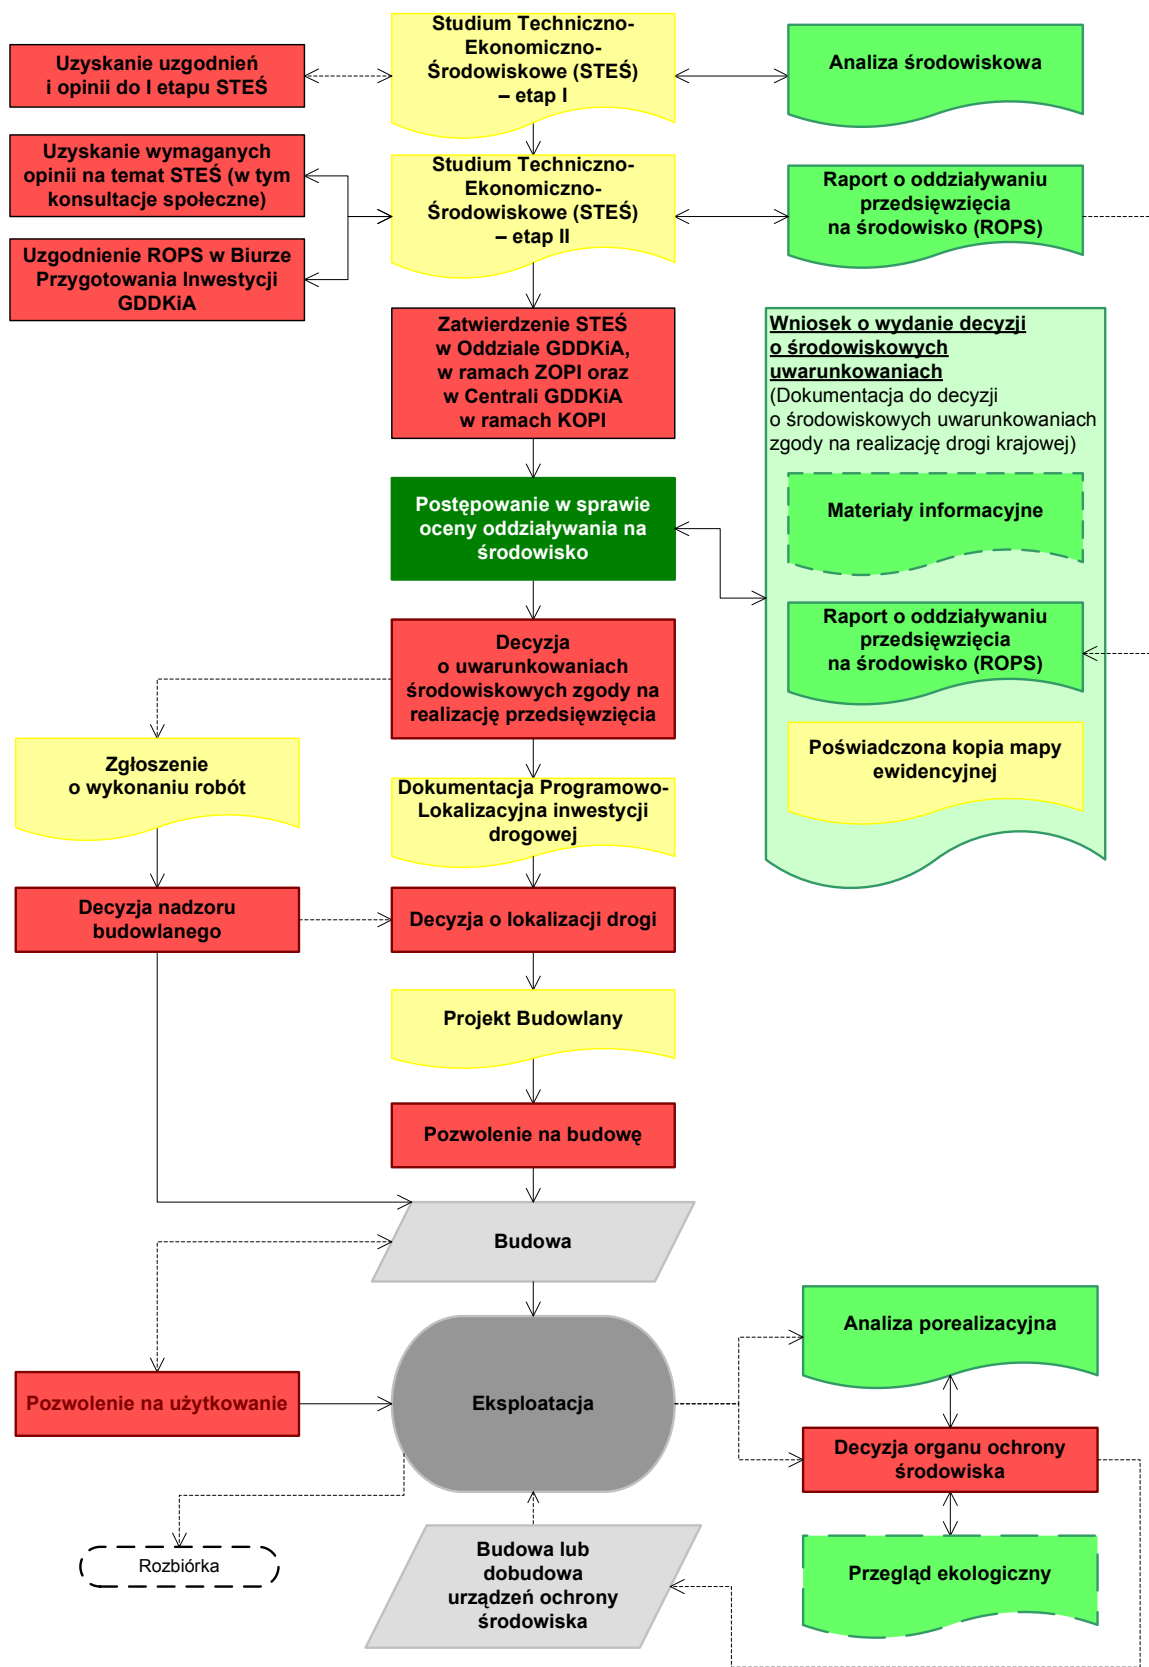 Studium Techniczno-
Ekonomiczno-
Środowiskowe (STEŚ)
– etap I
Uzyskanie uzgodnień
i opinii do I etapu STEŚ
Analiza środowiskowa
Uzyskanie wymaganych
opinii na temat STEŚ (w tym
konsultacje społeczne)
Studium Techniczno-
Ekonomiczno-
Środowiskowe (STEŚ)
– etap II
Raport o oddziaływaniu
przedsięwzięcia
na środowisko (ROPS)
Uzgodnienie ROPS w Biurze
Przygotowania Inwestycji
GDDKiA
Zatwierdzenie STEŚ
w Oddziale GDDKiA,
w ramach ZOPI oraz
w Centrali GDDKiA
w ramach KOPI
Wniosek o wydanie decyzji
o środowiskowych
uwarunkowaniach
(Dokumentacja do decyzji
o środowiskowych uwarunkowaniach
zgody na realizację drogi krajowej)
Materiały informacyjne
Postępowanie w sprawie
oceny oddziaływania na
środowisko
Raport o oddziaływaniu
przedsięwzięcia
na środowisko (ROPS)
Decyzja
o uwarunkowaniach
środowiskowych zgody na
realizację przedsięwzięcia
Poświadczona kopia mapy
ewidencyjnej
Zgłoszenie
o wykonaniu robót
Dokumentacja Programowo-
Lokalizacyjna inwestycji
drogowej
Decyzja nadzoru
budowlanego
Decyzja o lokalizacji drogi
Projekt Budowlany
Pozwolenie na budowę
Budowa
Analiza porealizacyjna
Pozwolenie na użytkowanie
Eksploatacja
Decyzja organu ochrony
środowiska
Rozbiórka
Budowa lub
dobudowa
urządzeń ochrony
środowiska
Przegląd ekologiczny